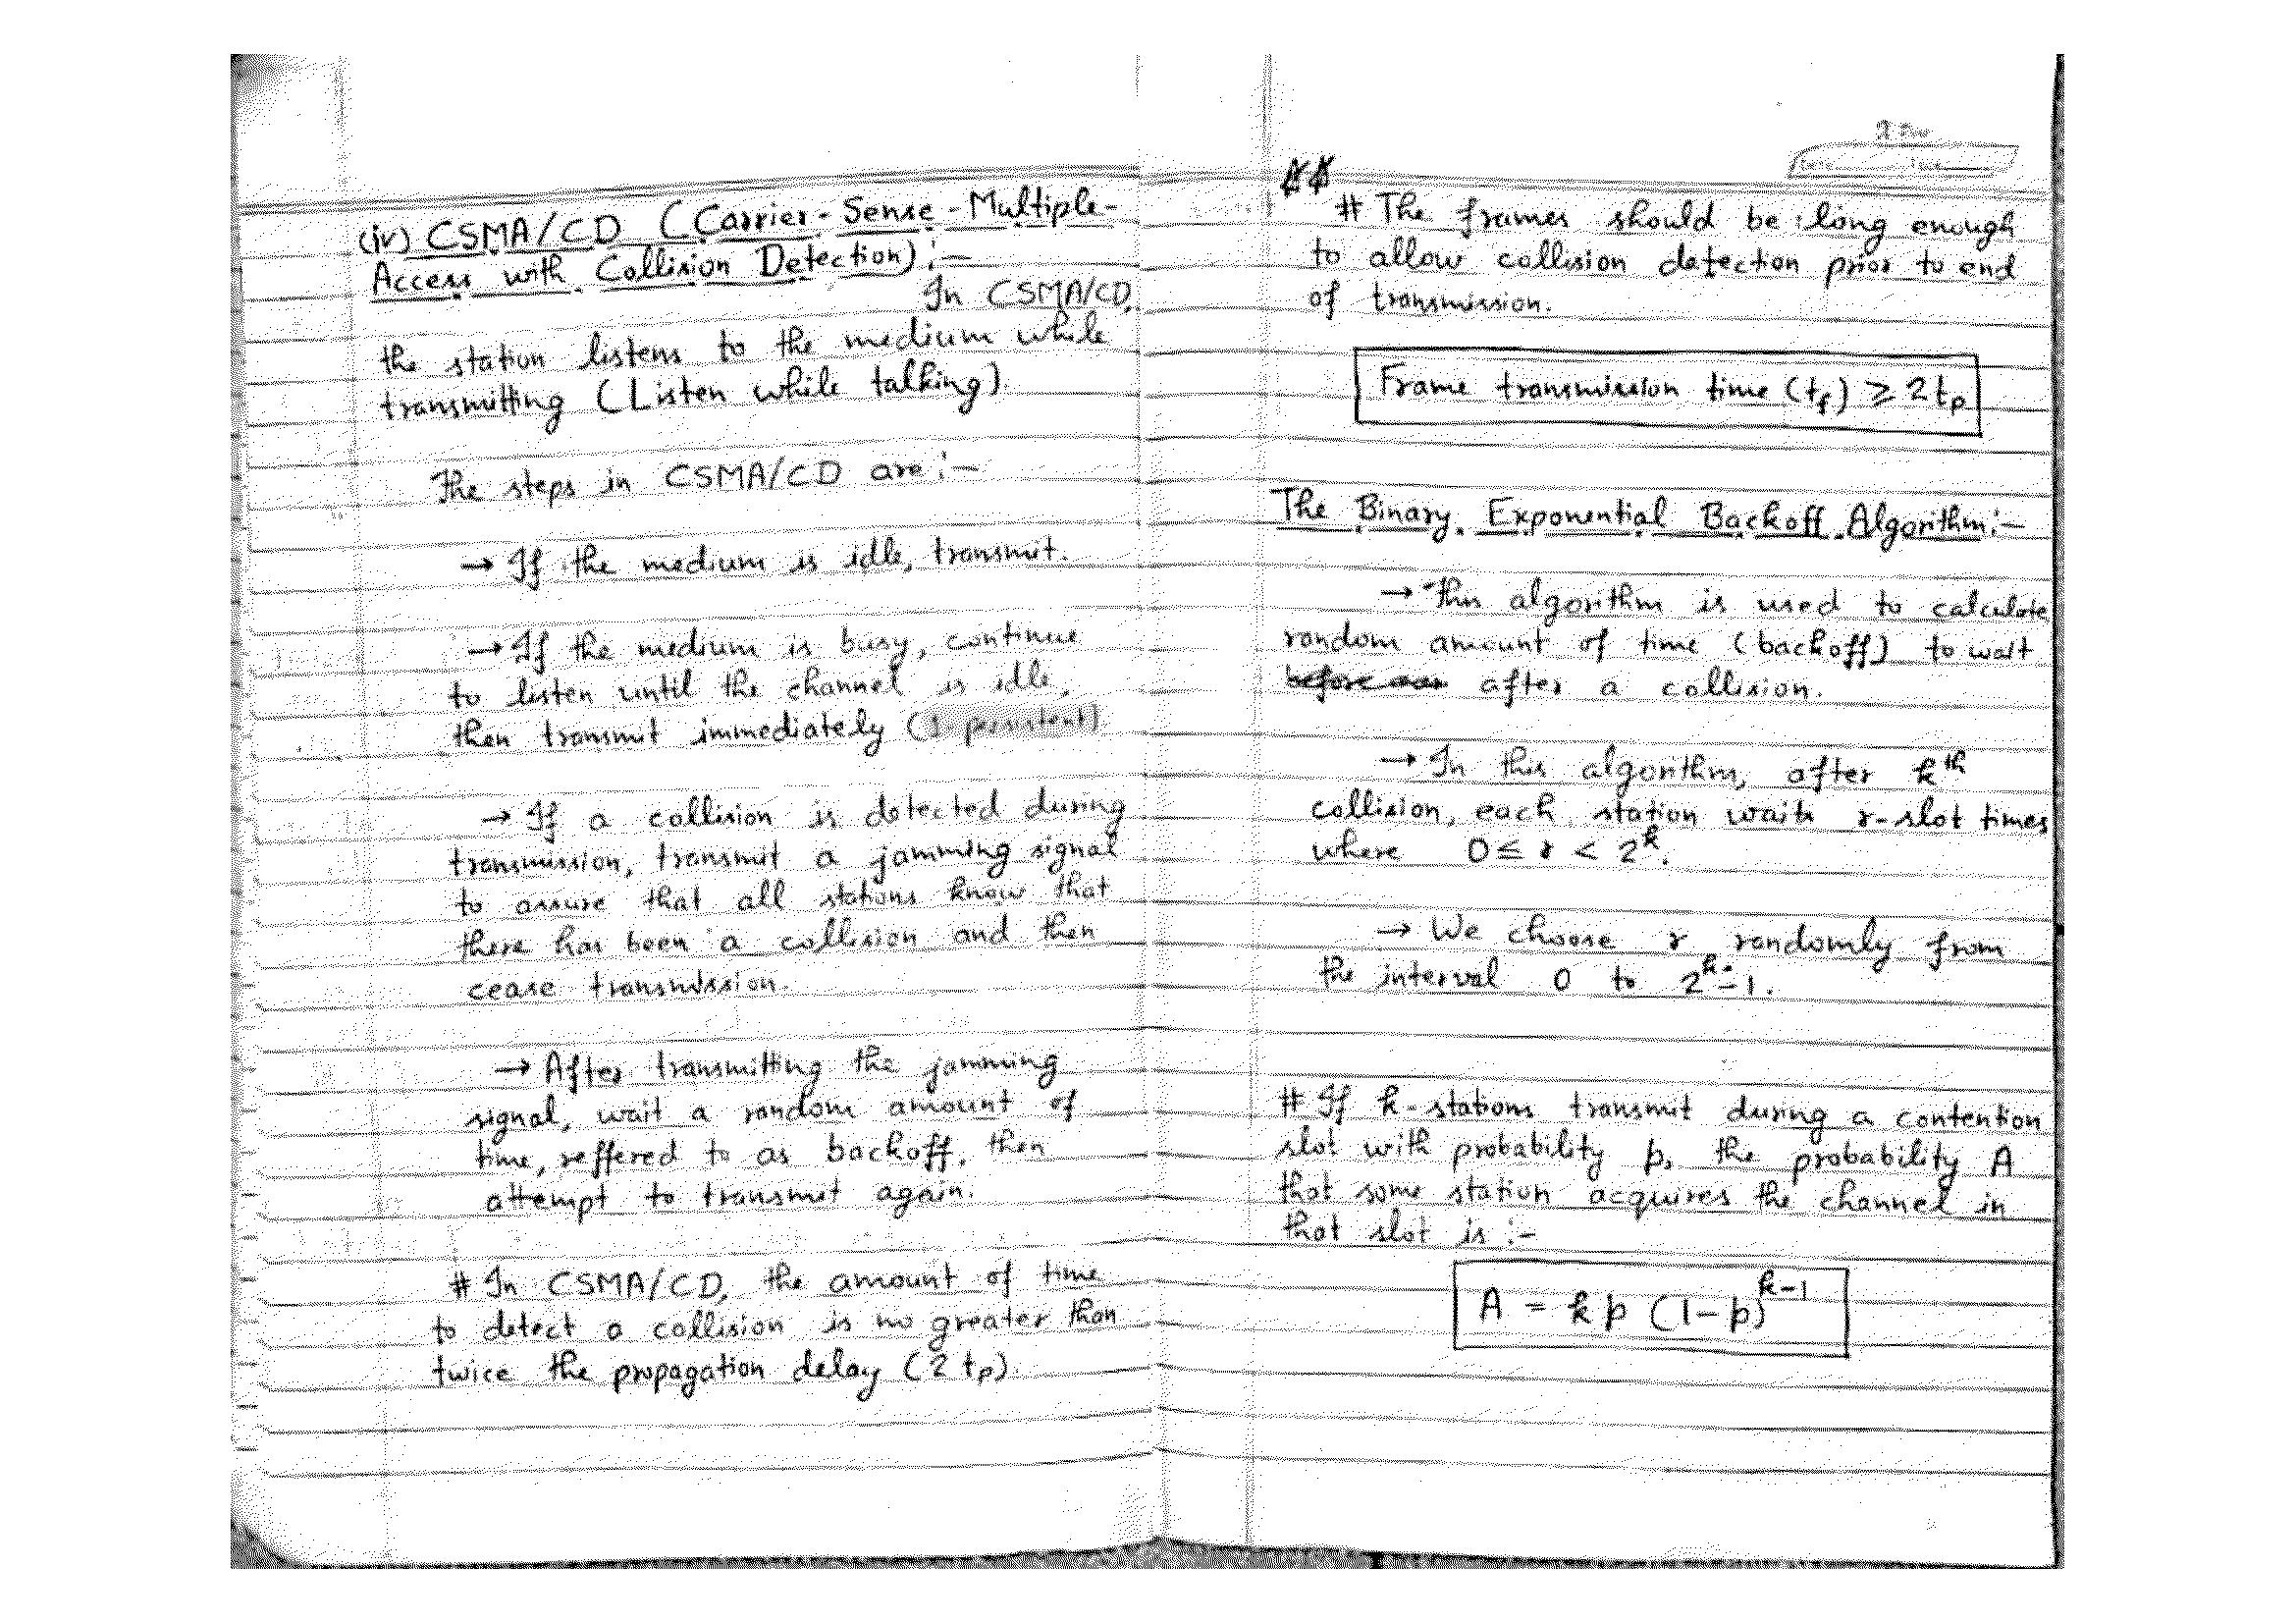 (iv) CSMA/CD (Carrier-Sense-Multiple-
Access with Collision Detection):-
In CSMA/CD,
the station listens to the medium while
transmitting (Listen while talking).
The steps in CSMA/CD are:-
→ If the medium is idle, transmit.
→ If the medium is busy, continue
to listen until the channel is idle,
then transmit immediately (1 persistent)
→ If a collision is detected during
transmission, transmit a jamming signal
to assure that all stations know that
there has been a collision and then
cease transmission.
→ After transmitting the jamming
signal, wait a random amount of
time, reffered to as backoff, then
attempt to transmit again.
# In CSMA/CD, the amount of time
to detect a collision is no greater than
twice the propagation delay (2 tp).
# The frames should be long enough
to allow collision detection prior to end
of transmission.
Frame transmission time (tf) ≥ 2tp
The Binary Exponential Backoff Algorithm:-
→ This algorithm is used to calculate
random amount of time (backoff) to wait
after a collision.
→ In this algorithm, after k^th
collision, each station waits r-slot times
where 0 ≤ r < 2^k.
→ We choose r randomly from
the interval 0 to 2^k-1.
# If k-stations transmit during a contention
slot with probability p, the probability A
that some station acquires the channel in
that slot is :-
A = k p (1-p)^k-1